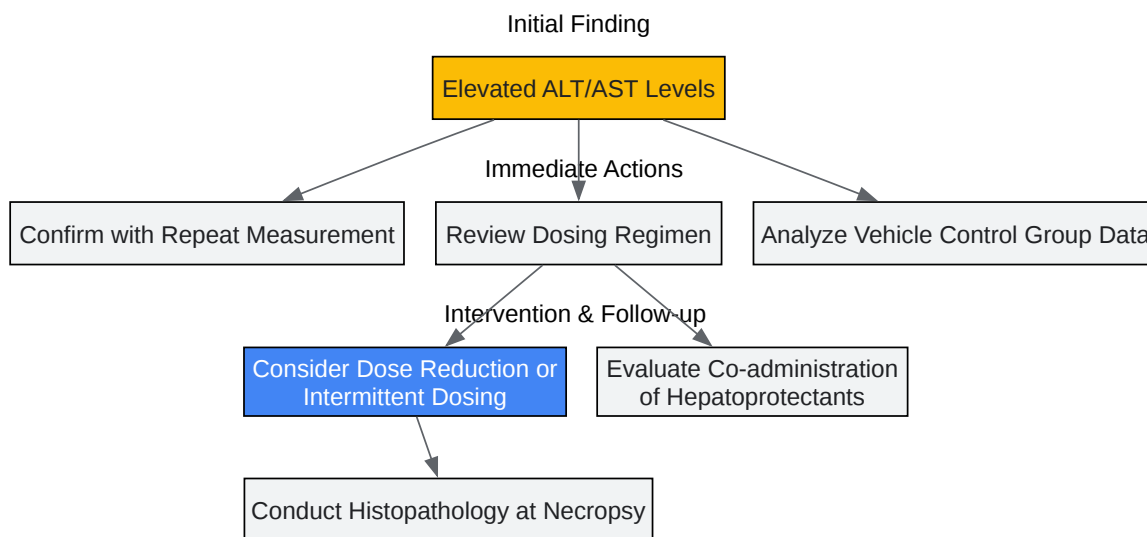 Initial Finding
Elevated ALT/AST Levels
Immediate Actions
Confirm with Repeat Measurement
Review Dosing Regimen
Analyze Vehicle Control Group Data
Intervention & Follow-up
Consider Dose Reduction or
Intermittent Dosing
Evaluate Co-administration
of Hepatoprotectants
Conduct Histopathology at Necropsy